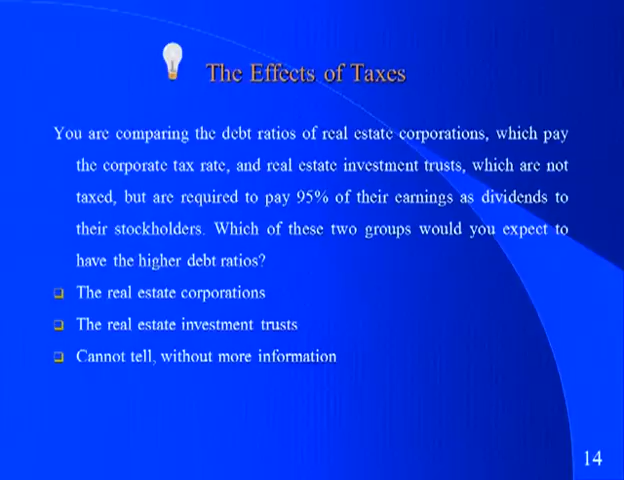 The Effects of Taxes
You are comparing the debt ratios of real estate corporations, which pay
the corporate tax rate, and real estate investment trusts, which are not
taxed, but are required to pay 95% of their earnings as dividends to
their stockholders. Which of these two groups would you expect to
have the higher debt ratios?
The real estate corporations
The real estate investment trusts
Cannot tell, without more information
14